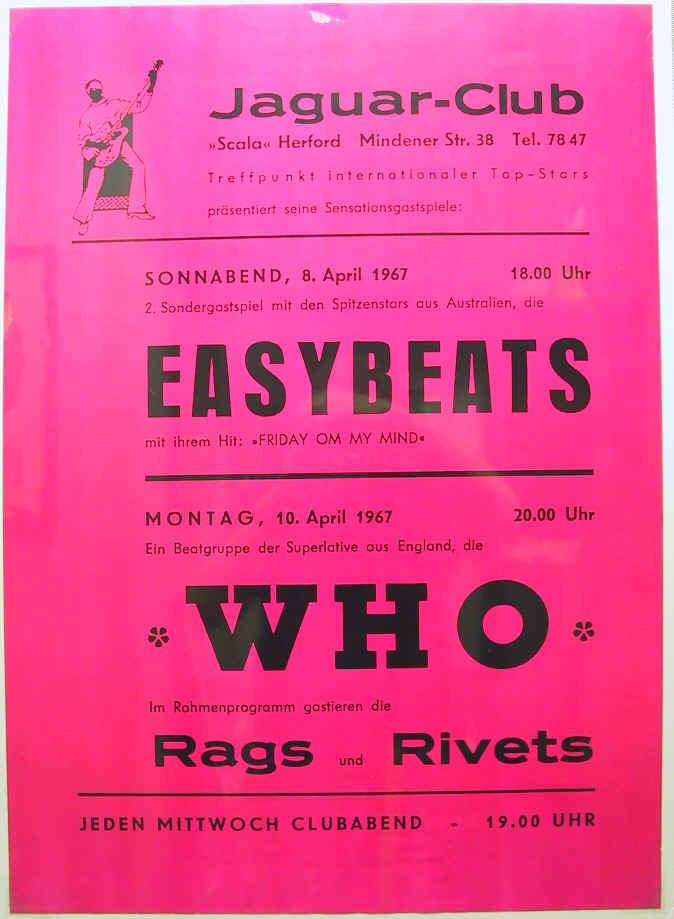 Jaguar-Club
»Scala« Herford Mindener Str. 38 Tel. 78 47
Treffpunkt internationaler Top-Stars
präsentiert seine Sensationsgastspiele:
SONNABEND, 8. April 1967 18.00 Uhr
2. Sondergastspiel mit den Spitzenstars aus Australien, die
EASYBEATS
mit ihrem Hit: »FRIDAY OM MY MIND«
MONTAG, 10. April 1967 20.00 Uhr
Ein Beatgruppe der Superlative aus England, die
WHO
Im Rahmenprogramm gastieren die
Rags und Rivets
JEDEN MITTWOCH CLUBABEND - 19.00 UHR